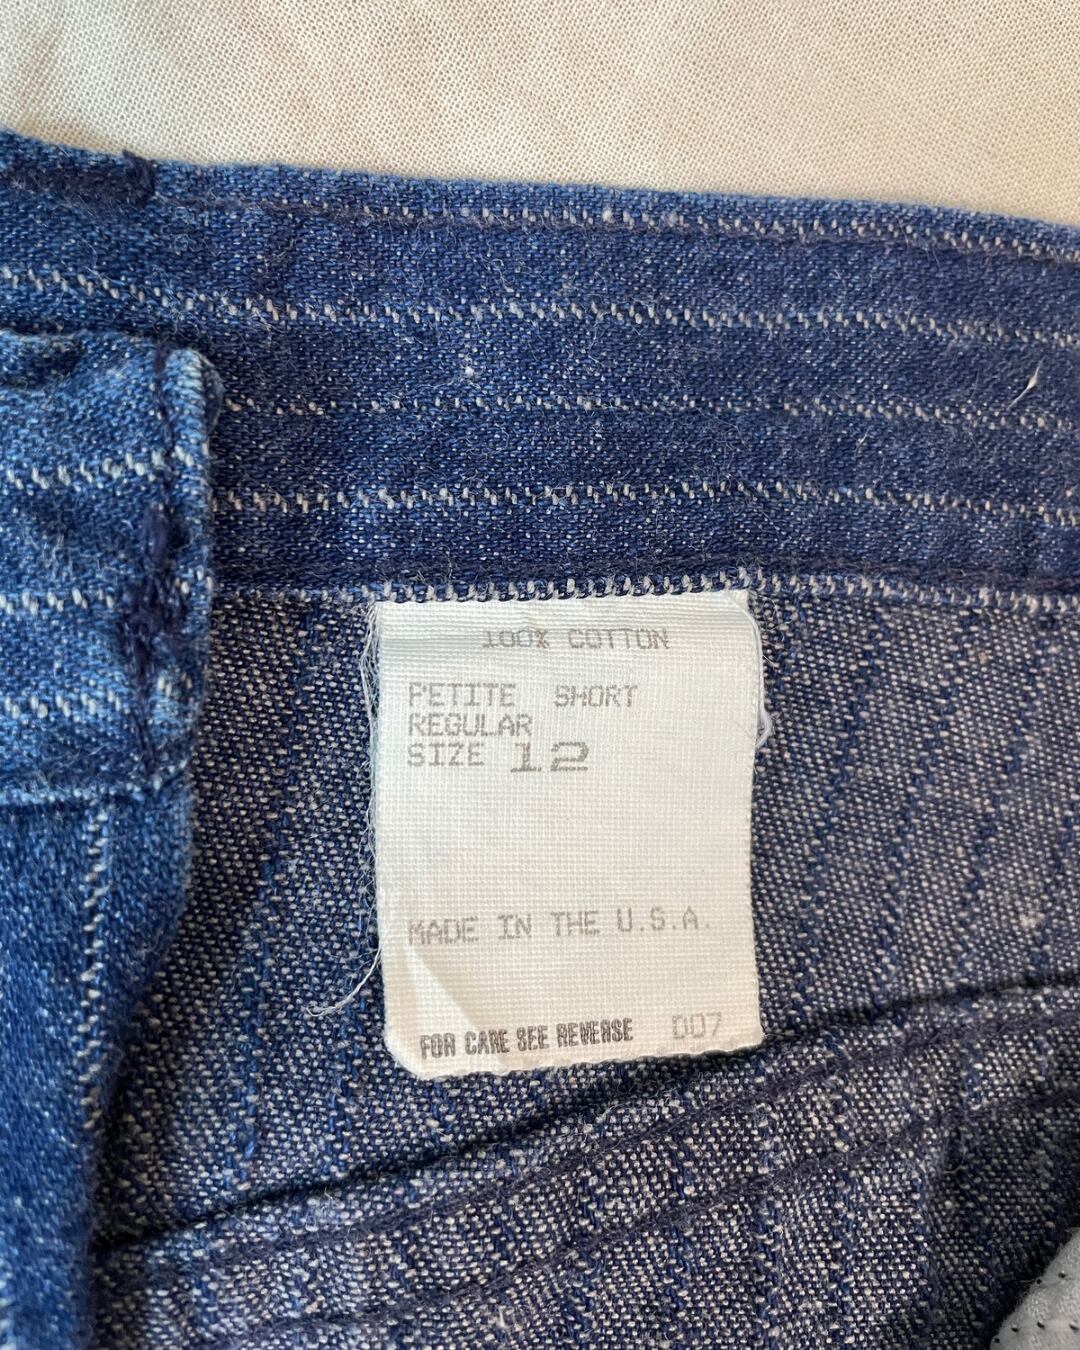 100% COTTON
PETITE SHORT
REGULAR
SIZE 12
MADE IN THE U.S.A.
FOR CARE SEE REVERSE 007